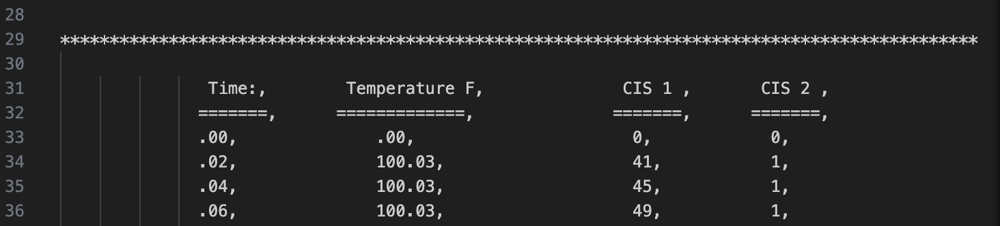 28
29 *********************************************************************************************
30
31 Time:, Temperature F, CIS 1 , CIS 2 ,
32 =======, =============, =======, =======,
33 .00, .00, 0, 0,
34 .02, 100.03, 41, 1,
35 .04, 100.03, 45, 1,
36 .06, 100.03, 49, 1,